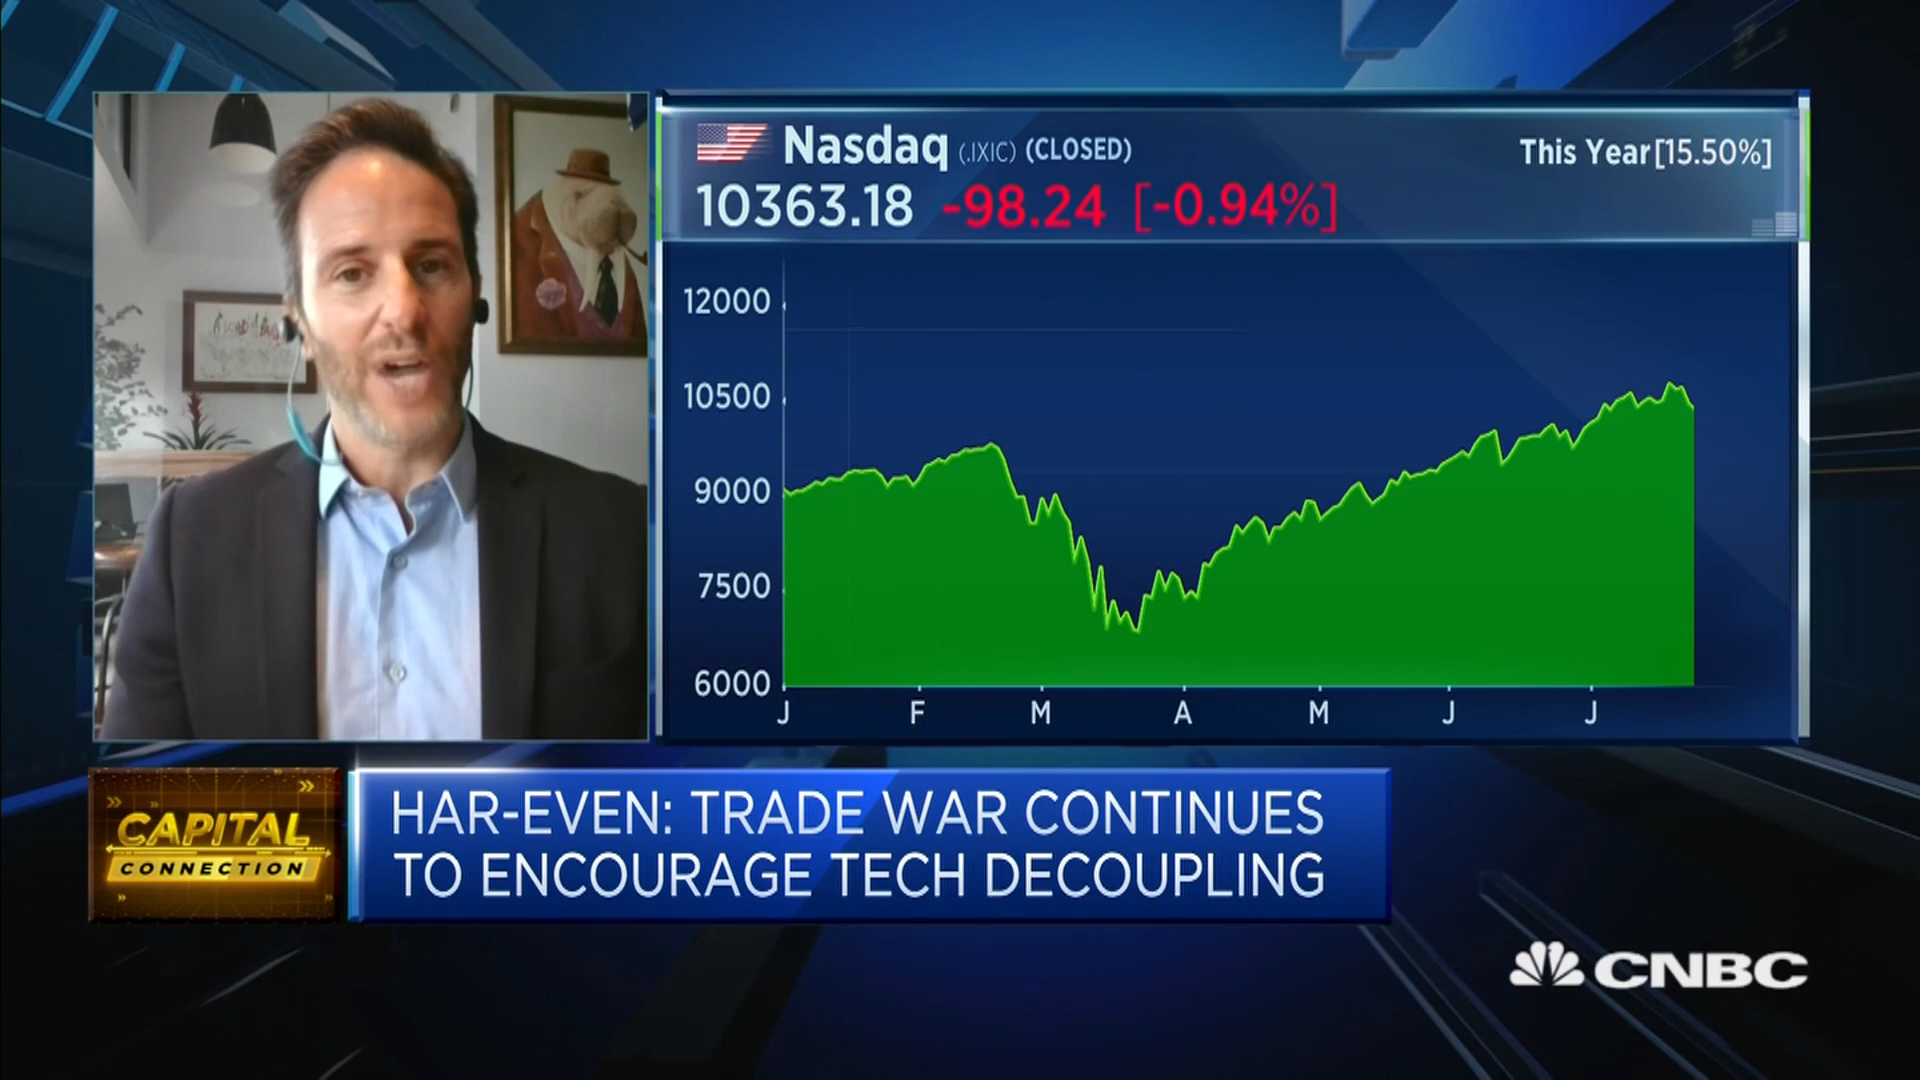 Nasdaq (.IXIC) (CLOSED)
This Year[15.50%]
10363.18 -98.24 [-0.94%]
12000
10500
9000
7500
6000
J F M A M J J
CAPITAL
CONNECTION
HAR-EVEN: TRADE WAR CONTINUES
TO ENCOURAGE TECH DECOUPLING
CNBC